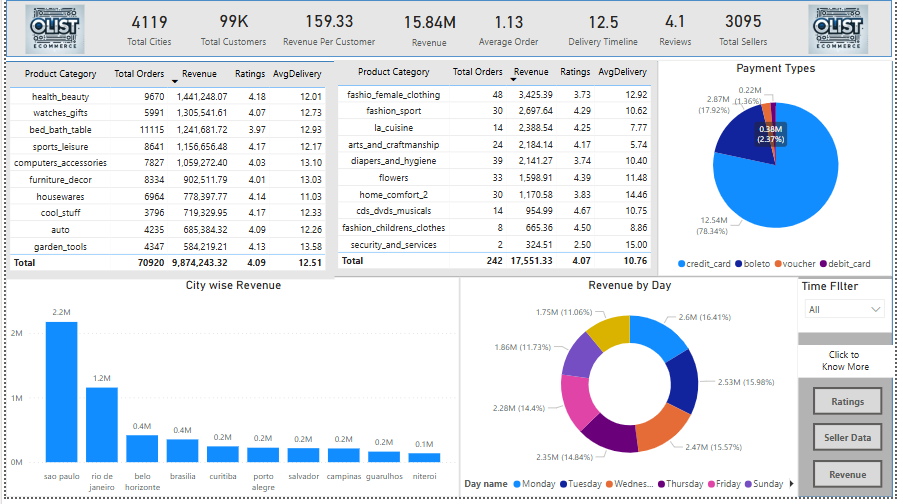 OLIST
ECOMMERCE
4119 99K 159.33 15.84M 1.13 12.5 4.1 3095
Total Cities Total Customers Revenue Per Customer Revenue Average Order Delivery Timeline Reviews Total Sellers
OLIST
ECOMMERCE
Product Category Total Orders Revenue Ratings AvgDelivery
health_beauty 9670 1,441,248.07 4.18 12.01
watches_gifts 5991 1,305,541.61 4.07 12.73
bed_bath_table 11115 1,241,681.72 3.97 12.93
sports_leisure 8641 1,156,656.48 4.17 12.17
computers_accessories 7827 1,059,272.40 4.03 13.10
furniture_decor 8334 902,511.79 4.01 13.03
housewares 6964 778,397.77 4.14 11.03
cool_stuff 3796 719,329.95 4.17 12.33
auto 4235 685,384.32 4.09 12.26
garden_tools 4347 584,219.21 4.13 13.58
Total 70920 9,874,243.32 4.09 12.51
Product Category Total Orders Revenue Ratings AvgDelivery
fashio_female_clothing 48 3,425.39 3.73 12.92
fashion_sport 30 2,697.64 4.29 10.62
la_cuisine 14 2,388.54 4.25 7.77
arts_and_craftmanship 24 2,184.14 4.17 5.74
diapers_and_hygiene 39 2,141.27 3.74 10.40
flowers 33 1,598.91 4.39 11.48
home_comfort_2 30 1,170.58 3.83 14.46
cds_dvds_musicals 14 954.99 4.67 10.75
fashion_childrens_clothes 8 665.36 4.50 8.86
security_and_services 2 324.51 2.50 15.00
Total 242 17,551.33 4.07 10.76
Payment Types
0.22M
(1.36%)
2.87M
(17.92%)
0.38M
(2.37%)
12.54M
(78.34%)
credit_card boleto voucher debit_card
City wise Revenue
2M
1M
0M
2.2M
1.2M
0.4M
0.4M
0.2M
0.2M
0.2M
0.2M
0.2M
0.1M
sao paulo rio de janeiro belo horizonte brasilia curitiba porto alegre salvador campinas guarulhos niteroi
Revenue by Day
1.75M (11.06%)
2.6M (16.41%)
1.86M (11.73%)
2.53M (15.98%)
2.28M (14.4%)
2.47M (15.57%)
2.35M (14.84%)
Day name Monday Tuesday Wednes... Thursday Friday Sunday
Time FIlter
All
Click to
Know More
Ratings
Seller Data
Revenue